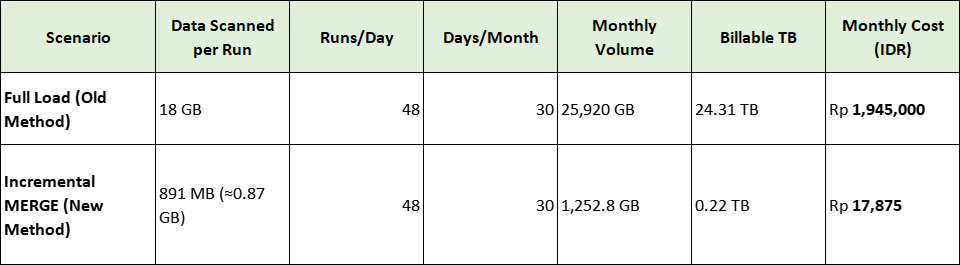 Scenario
Data Scanned
per Run
Runs/Day
Days/Month
Monthly
Volume
Billable TB
Monthly Cost
(IDR)
Full Load (Old
Method)
18 GB
48
30
25,920 GB
24.31 TB
Rp 1,945,000
Incremental
MERGE (New
Method)
891 MB (≈0.87
GB)
48
30
1,252.8 GB
0.22 TB
Rp 17,875